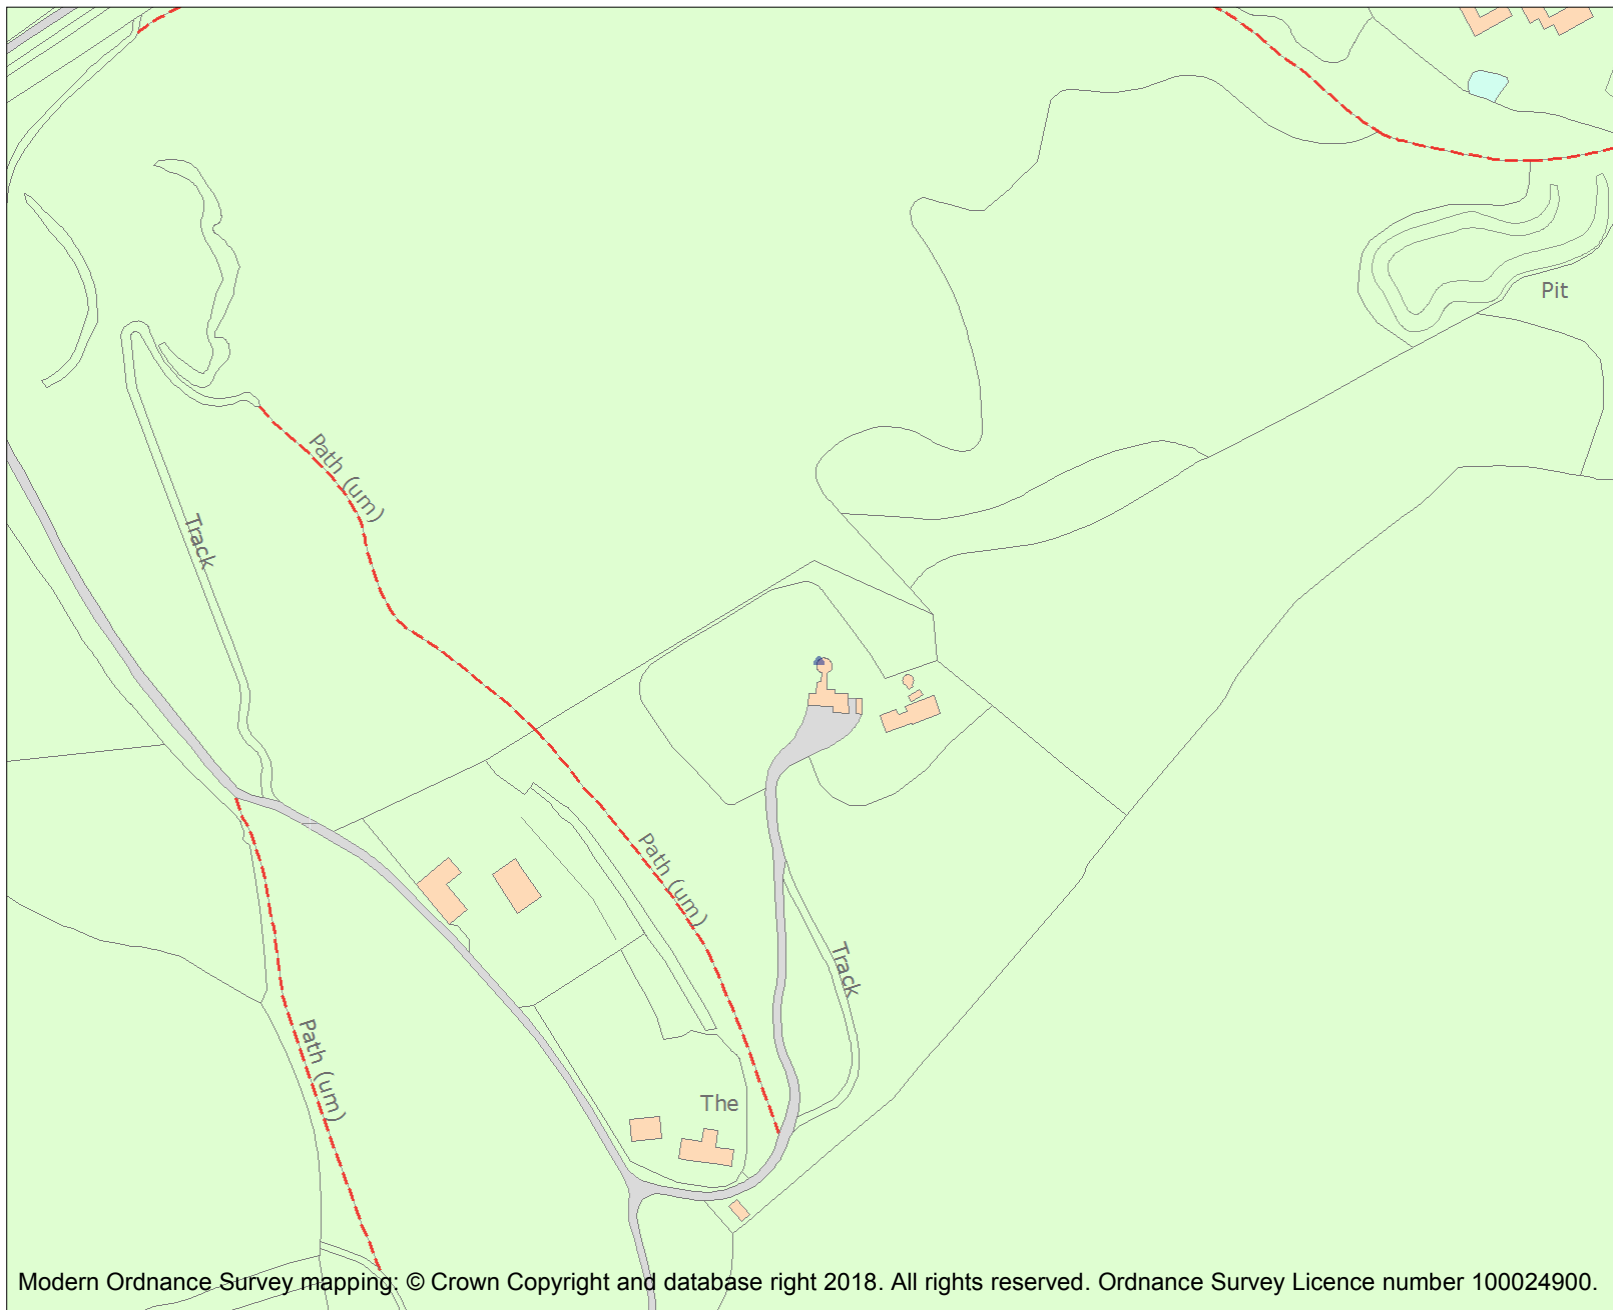 Pit
Path (um)
Track
Path (um)
Track
Path (um)
The
Modern Ordnance Survey mapping: © Crown Copyright and database right 2018. All rights reserved. Ordnance Survey Licence number 100024900.